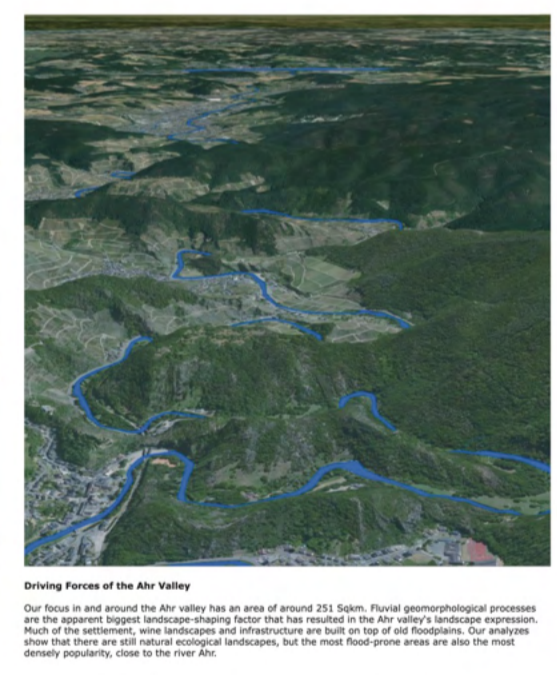 Driving Forces of the Ahr Valley
Our focus in and around the Ahr valley has an area of around 251 Sqkm. Fluvial geomorphological processes
are the apparent biggest landscape-shaping factor that has resulted in the Ahr valley's landscape expression.
Much of the settlement, wine landscapes and infrastructure are built on top of old floodplains. Our analyzes
show that there are still natural ecological landscapes, but the most flood-prone areas are also the most
densely popularity, close to the river Ahr.